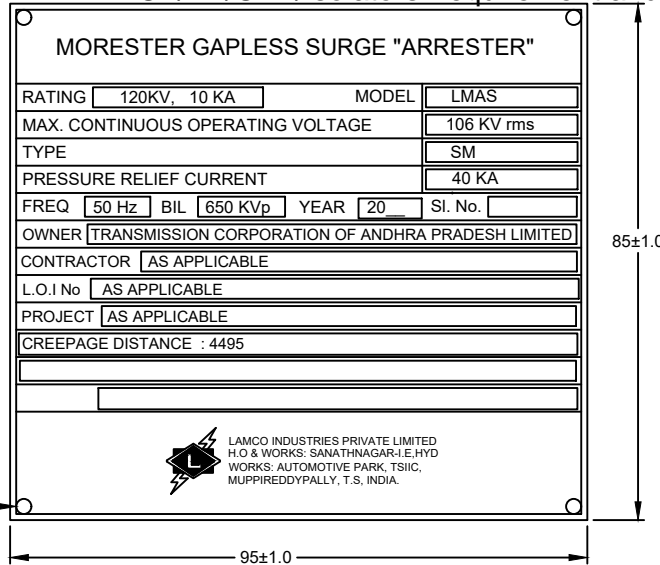 MORESTER GAPLESS SURGE "ARRESTER"
RATING 120KV, 10 KA MODEL LMAS
MAX. CONTINUOUS OPERATING VOLTAGE 106 KV rms
TYPE SM
PRESSURE RELIEF CURRENT 40 KA
FREQ 50 Hz BIL 650 KVp YEAR 20__ Sl. No.
OWNER TRANSMISSION CORPORATION OF ANDHRA PRADESH LIMITED
CONTRACTOR AS APPLICABLE
L.O.I No AS APPLICABLE
PROJECT AS APPLICABLE
CREEPAGE DISTANCE : 4495
L
LAMCO INDUSTRIES PRIVATE LIMITED
H.O & WORKS: SANATHNAGAR-I.E,HYD
WORKS: AUTOMOTIVE PARK, TSIIC,
MUPPIREDDYPALLY, T.S, INDIA.
85±1.0
95±1.0